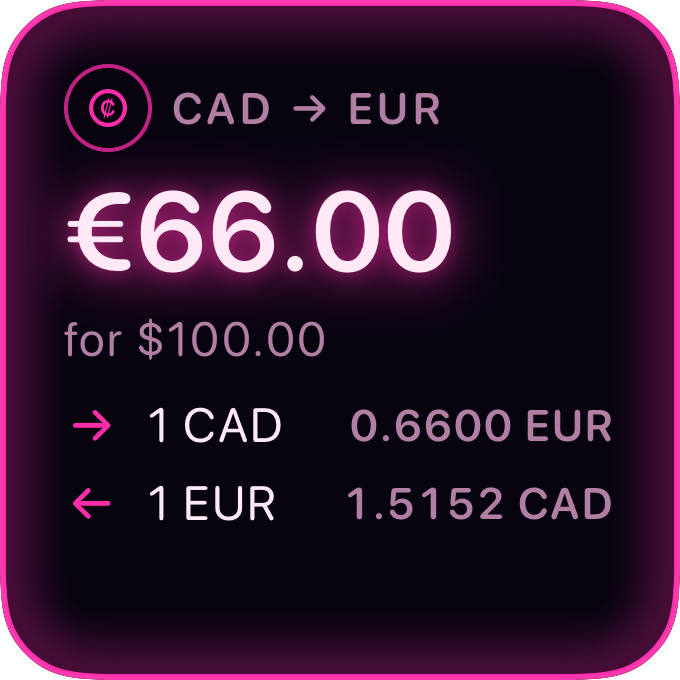 ₡ CAD → EUR
€66.00
for $100.00
→ 1 CAD 0.6600 EUR
← 1 EUR 1.5152 CAD